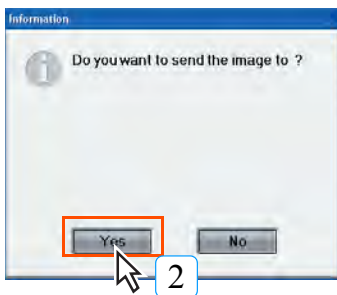 Information
Do you want to send the image to ?
Yes
No
2